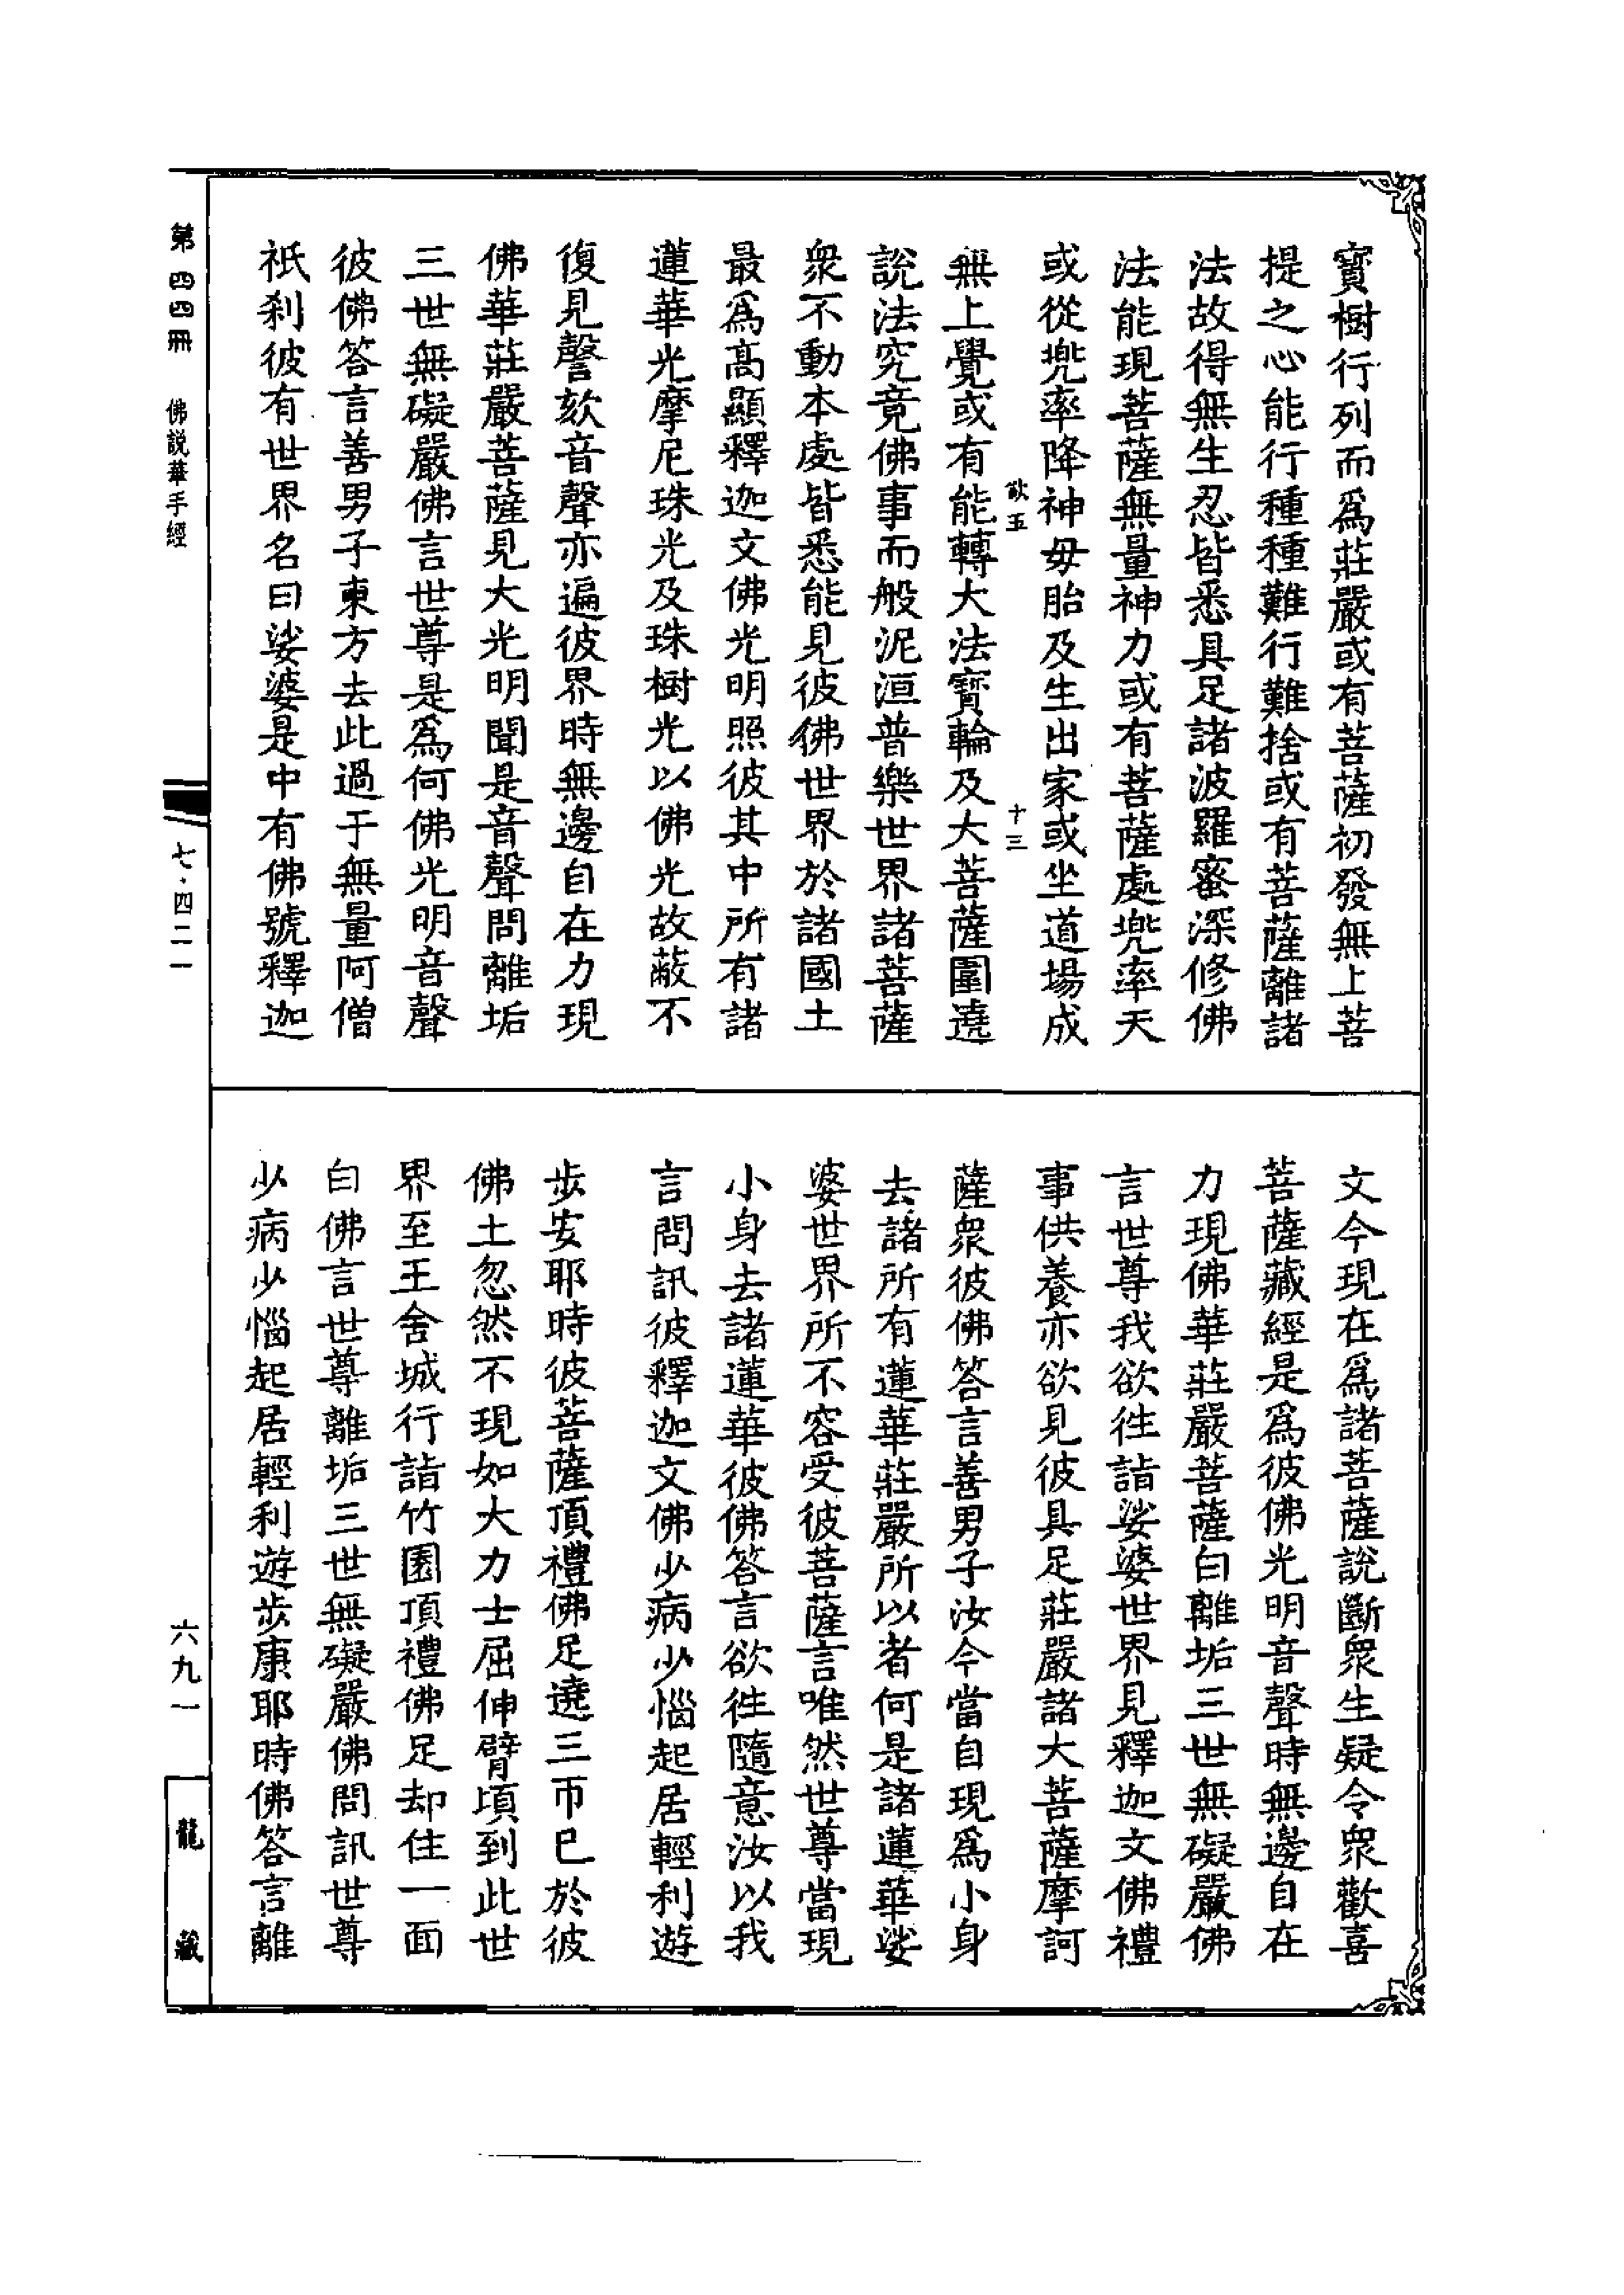 寶樹行列而爲莊嚴或有菩薩初發無上菩
提之心能行種種難行難捨或有菩薩離諸
法故得無生忍皆悉具足諸波羅蜜深修佛
法能現菩薩無量神力或有菩薩處兜率天
或從兜率降神毋胎及生出家或坐道場成
欲五
十三
無上覺或有能轉大法寶輪及大菩薩圍遶
說法究竟佛事而般泥洹普樂世界諸菩薩
衆不動本處皆悉能見彼佛世界於諸國土
最爲高顯釋迦文佛光明照彼其中所有諸
蓮華光摩尼珠光及珠樹光以佛光故蔽不
復見謦欬音聲亦遍彼界時無邊自在力現
佛華莊嚴菩薩見大光明聞是音聲問離垢
三世無礙嚴佛言世尊是爲何佛光明音聲
彼佛答言善男子東方去此過于無量阿僧
祇刹彼有世界名曰娑婆是中有佛號釋迦
文今現在爲諸菩薩說斷衆生疑令衆歡喜
菩薩藏經是爲彼佛光明音聲時無邊自在
力現佛華莊嚴菩薩白離垢三世無礙嚴佛
言世尊我欲徃詣娑婆世界見釋迦文佛禮
事供養亦欲見彼具足莊嚴諸大菩薩摩訶
薩衆彼佛答言善男子汝今當自現爲小身
去諸所有蓮華莊嚴所以者何是諸蓮華娑
婆世界所不容受彼菩薩言唯然世尊當現
小身去諸蓮華彼佛答言欲徃隨意汝以我
言問訊彼釋迦文佛少病少惱起居輕利遊
步安耶時彼菩薩頂禮佛足遶三帀已於彼
佛土忽然不現如大力士屈伸臂頃到此世
界至王舍城行詣竹園頂禮佛足却住一面
白佛言世尊離垢三世無礙嚴佛問訊世尊
少病少惱起居輕利遊步康耶時佛答言離
第四四冊 佛説華手經
七·四二一
六九一
龍藏